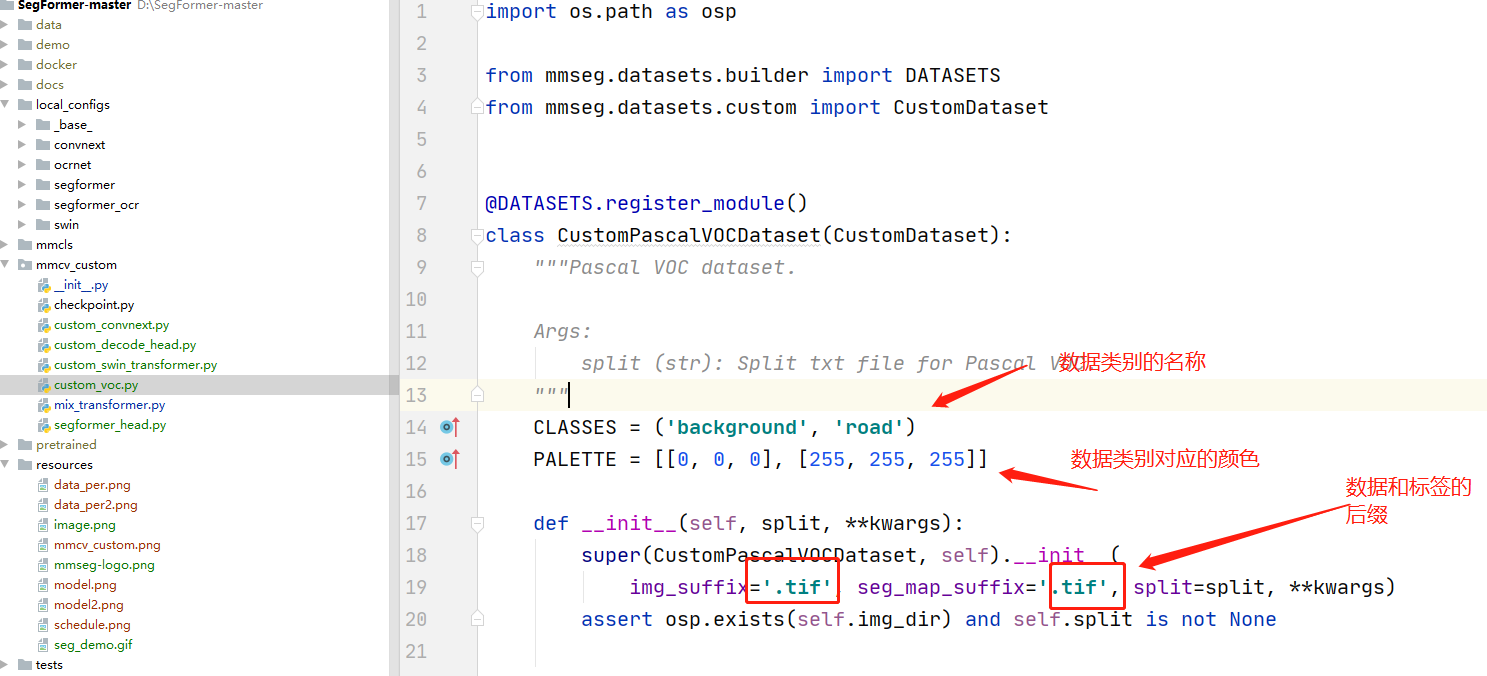 SegFormer-master D:\SegFormer-master
data
demo
docker
docs
local_configs
_base_
convnext
ocrnet
segformer
segformer_ocr
swin
mmcls
mmcv_custom
__init__.py
checkpoint.py
custom_convnext.py
custom_decode_head.py
custom_swin_transformer.py
custom_voc.py
mix_transformer.py
segformer_head.py
pretrained
resources
data_per.png
data_per2.png
image.png
mmcv_custom.png
mmseg-logo.png
model.png
model2.png
schedule.png
seg_demo.gif
tests
1 import os.path as osp
2
3 from mmseg.datasets.builder import DATASETS
4 from mmseg.datasets.custom import CustomDataset
5
6
7 @DATASETS.register_module()
8 class CustomPascalVOCDataset(CustomDataset):
9 """Pascal VOC dataset.
10
11 Args:
12 split (str): Split txt file for Pascal VOC.
数据类别的名称
13 """
14 CLASSES = ('background', 'road')
15 PALETTE = [[0, 0, 0], [255, 255, 255]]
数据类别对应的颜色
数据和标签的
后缀
16
17 def __init__(self, split, **kwargs):
18 super(CustomPascalVOCDataset, self).__init__(
19 img_suffix='.tif', seg_map_suffix='.tif', split=split, **kwargs)
20 assert osp.exists(self.img_dir) and self.split is not None
21